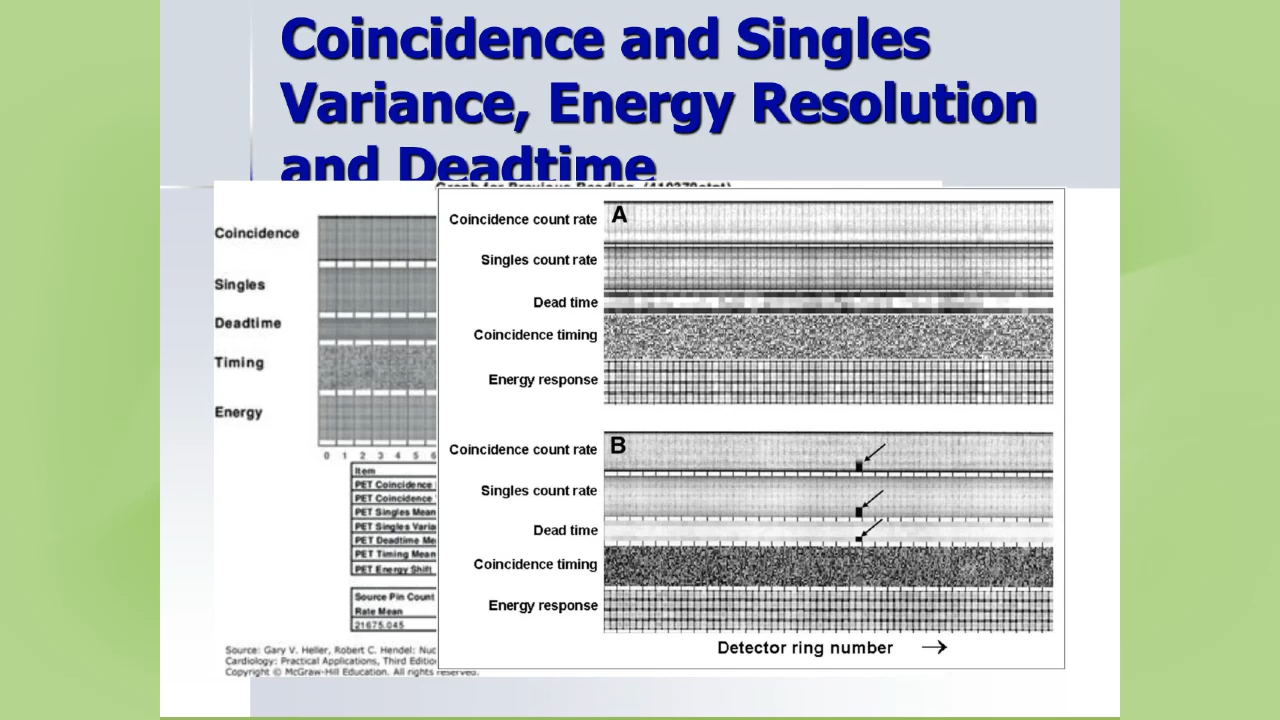 Coincidence and Singles
Variance, Energy Resolution
and Deadtime
Graph for Previous Reading
Coincidence
Singles
Deadtime
Timing
Energy
0 1 2 3 4 5 6
Item
PET Coincidence
PET Coincidence
PET Singles Mean
PET Singles Varia
PET Deadtime Me
PET Timing Mean
PET Energy Shift
Source Pin Count
Rate Mean
21675.045
Source: Gary V. Heller, Robert C. Hendel: Nuc
Cardiology: Practical Applications, Third Editio
Copyright © McGraw-Hill Education. All rights reserved.
A
Coincidence count rate
Singles count rate
Dead time
Coincidence timing
Energy response
B
Coincidence count rate
Singles count rate
Dead time
Coincidence timing
Energy response
Detector ring number →